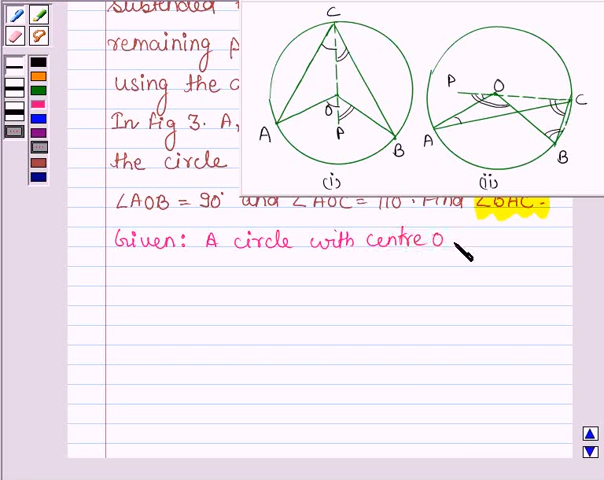 subtended
remaining
using the
In fig 3. A,
the circle
∠AOB = 90° and ∠AOC = 110°. Find ∠BAC.
Given: A circle with centre O
C
O
A
P
B
(i)
P
O
C
A
B
(ii)